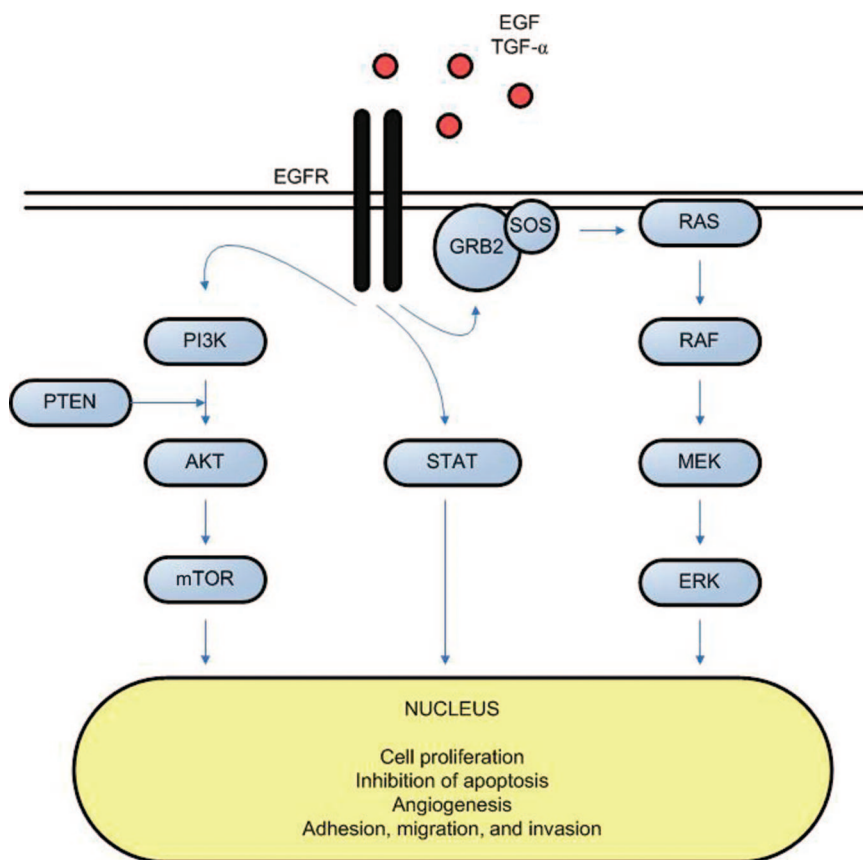 EGF
TGF-α
EGFR
GRB2
SOS
RAS
PI3K
RAF
PTEN
AKT
STAT
MEK
mTOR
ERK
NUCLEUS
Cell proliferation
Inhibition of apoptosis
Angiogenesis
Adhesion, migration, and invasion